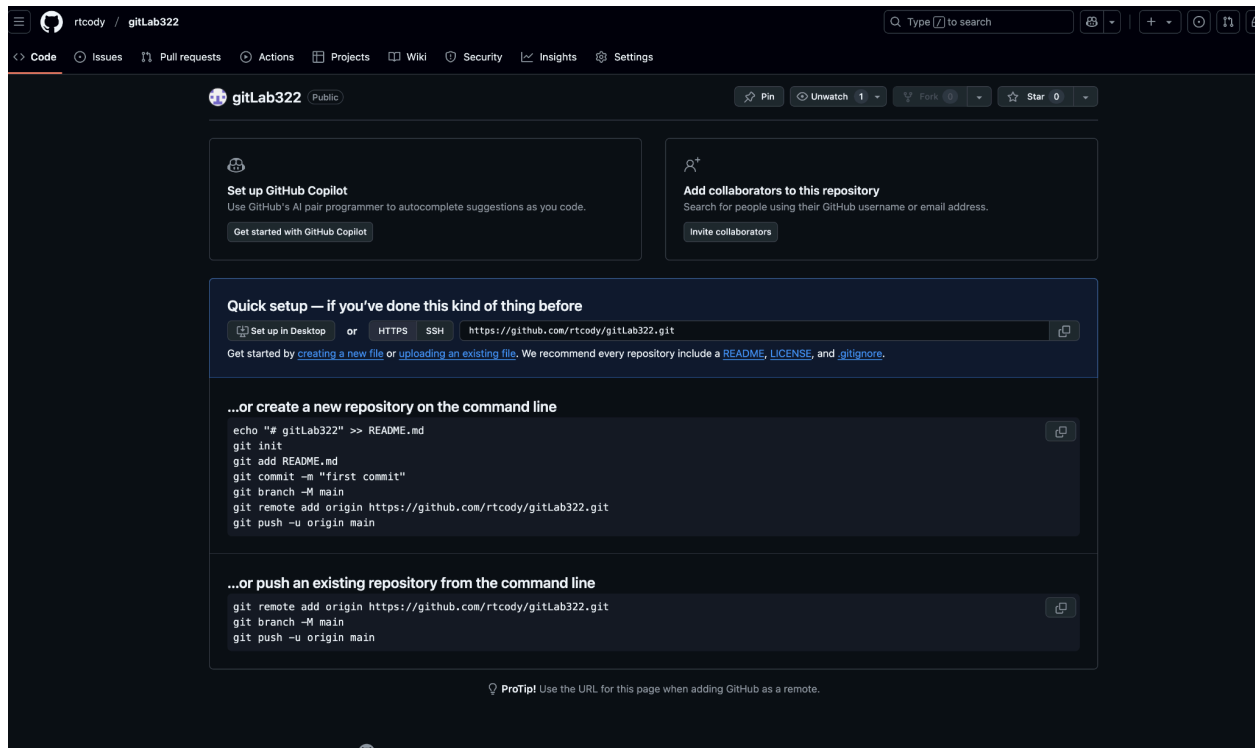 rtcody / gitLab322
Type / to search
Code Issues Pull requests Actions Projects Wiki Security Insights Settings
gitLab322 Public
Pin Unwatch 1 Fork 0 Star 0
Set up GitHub Copilot
Use GitHub's AI pair programmer to autocomplete suggestions as you code.
Get started with GitHub Copilot
Add collaborators to this repository
Search for people using their GitHub username or email address.
Invite collaborators
Quick setup — if you've done this kind of thing before
Set up in Desktop or HTTPS SSH https://github.com/rtcody/gitLab322.git
Get started by creating a new file or uploading an existing file. We recommend every repository include a README, LICENSE, and .gitignore.
...or create a new repository on the command line
echo "# gitLab322" >> README.md
git init
git add README.md
git commit -m "first commit"
git branch -M main
git remote add origin https://github.com/rtcody/gitLab322.git
git push -u origin main
...or push an existing repository from the command line
git remote add origin https://github.com/rtcody/gitLab322.git
git branch -M main
git push -u origin main
ProTip! Use the URL for this page when adding GitHub as a remote.